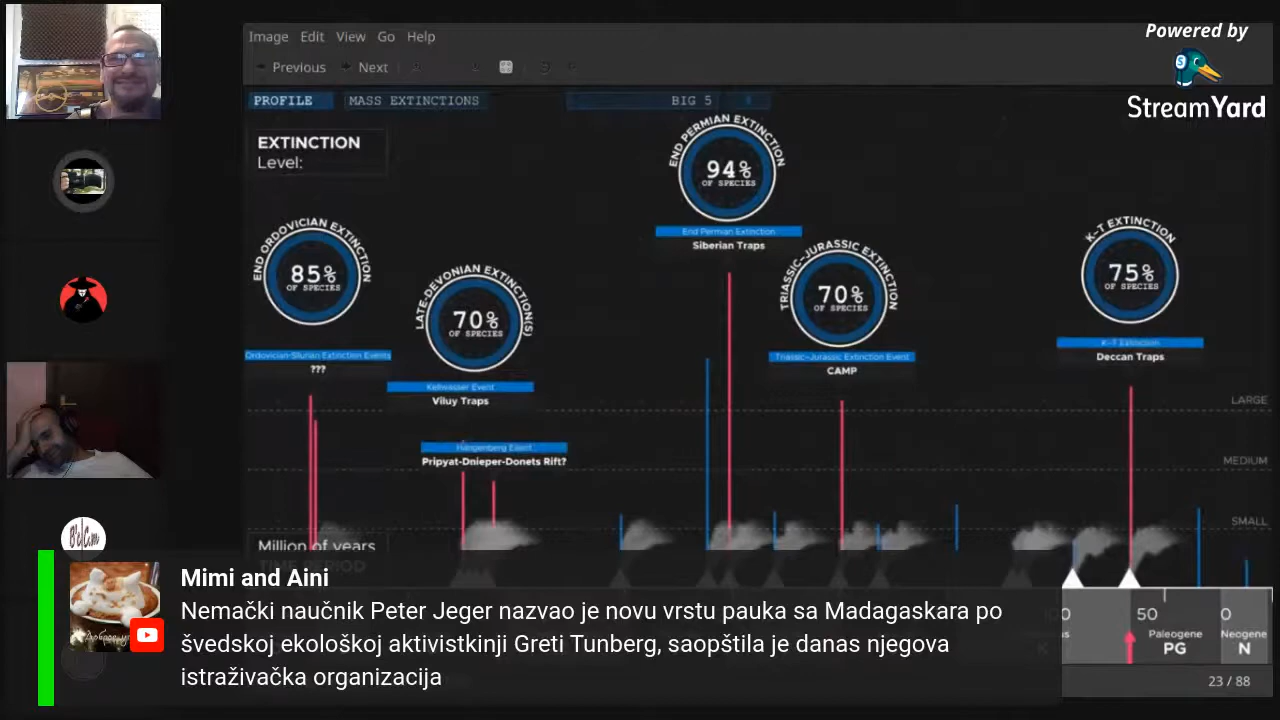 Image Edit View Go Help
Powered by
StreamYard
Previous Next
PROFILE MASS EXTINCTIONS BIG 5
EXTINCTION
Level:
END PERMIAN EXTINCTION
94%
OF SPECIES
End Permian Extinction
Siberian Traps
END ORDOVICIAN EXTINCTION
85%
OF SPECIES
Ordovician-Silurian Extinction Events
???
LATE-DEVONIAN EXTINCTION(S)
70%
OF SPECIES
Kellwasser Event
Viluy Traps
Hangenberg Event
Pripyat-Dnieper-Donets Rift?
TRIASSIC-JURASSIC EXTINCTION
70%
OF SPECIES
Triassic-Jurassic Extinction Event
CAMP
K-T EXTINCTION
75%
OF SPECIES
K-T Extinction
Deccan Traps
LARGE
MEDIUM
SMALL
Million of years
TIME PERIOD
50 0
Paleogene Neogene
PG N
23 / 88
Mimi and Aini
Nemački naučnik Peter Jeger nazvao je novu vrstu pauka sa Madagaskara po
švedskoj ekološkoj aktivistkinji Greti Tunberg, saopštila je danas njegova
istraživačka organizacija